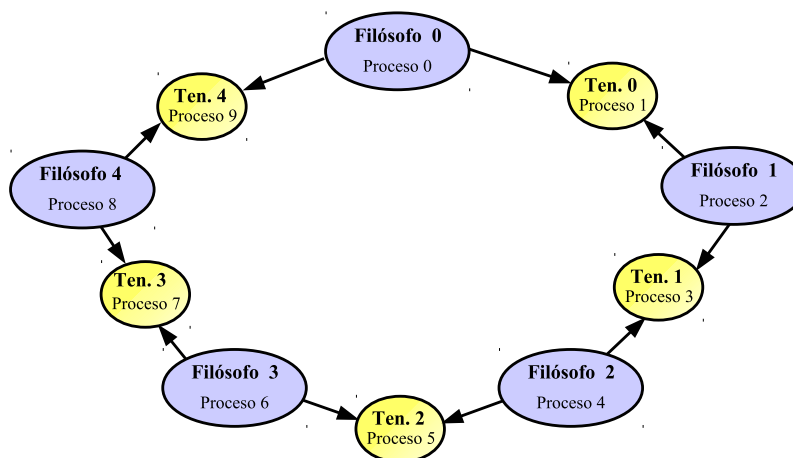 Filósofo 0
Proceso 0
Ten. 4
Proceso 9
Ten. 0
Proceso 1
Filósofo 4
Proceso 8
Filósofo 1
Proceso 2
Ten. 3
Proceso 7
Ten. 1
Proceso 3
Filósofo 3
Proceso 6
Filósofo 2
Proceso 4
Ten. 2
Proceso 5